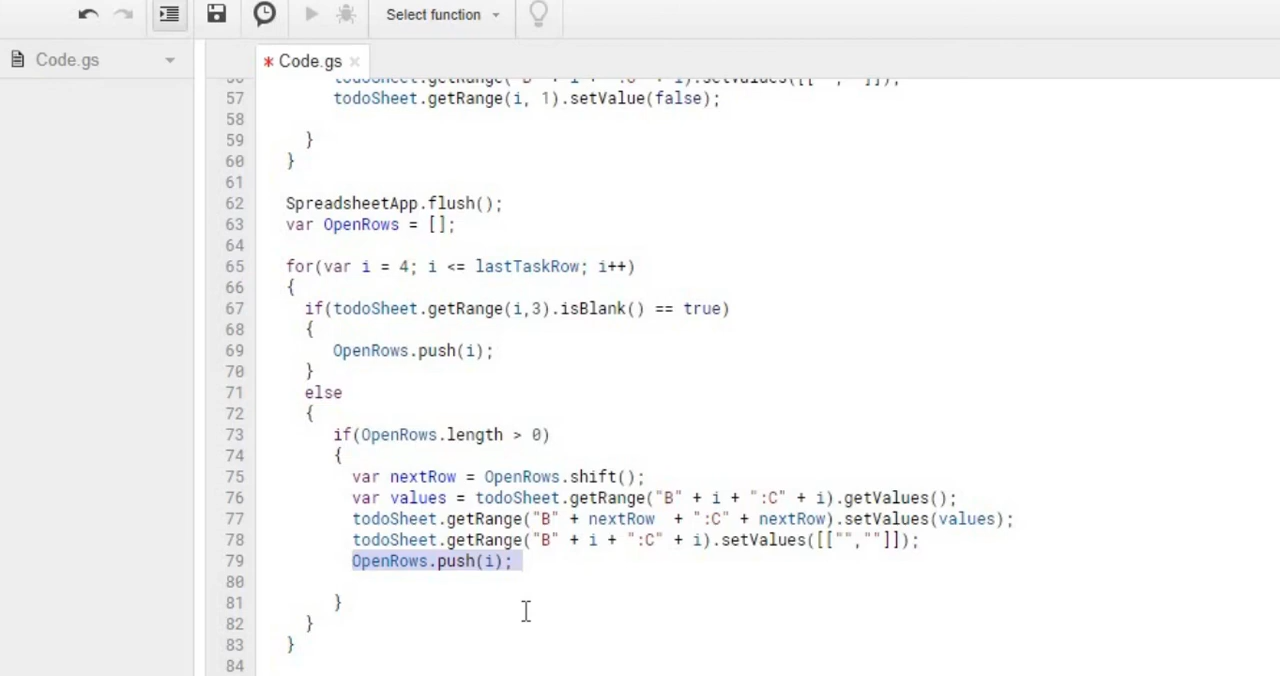 Select function
Code.gs
* Code.gs ×
56 todoSheet.getRange("B" + i + ":C" + i).setValues([["",""]]);
57 todoSheet.getRange(i, 1).setValue(false);
58
59 }
60 }
61
62 SpreadsheetApp.flush();
63 var OpenRows = [];
64
65 for(var i = 4; i <= lastTaskRow; i++)
66 {
67 if(todoSheet.getRange(i,3).isBlank() == true)
68 {
69 OpenRows.push(i);
70 }
71 else
72 {
73 if(OpenRows.length > 0)
74 {
75 var nextRow = OpenRows.shift();
76 var values = todoSheet.getRange("B" + i + ":C" + i).getValues();
77 todoSheet.getRange("B" + nextRow + ":C" + nextRow).setValues(values);
78 todoSheet.getRange("B" + i + ":C" + i).setValues([["",""]]);
79 OpenRows.push(i);
80
81 }
82 }
83 }
84